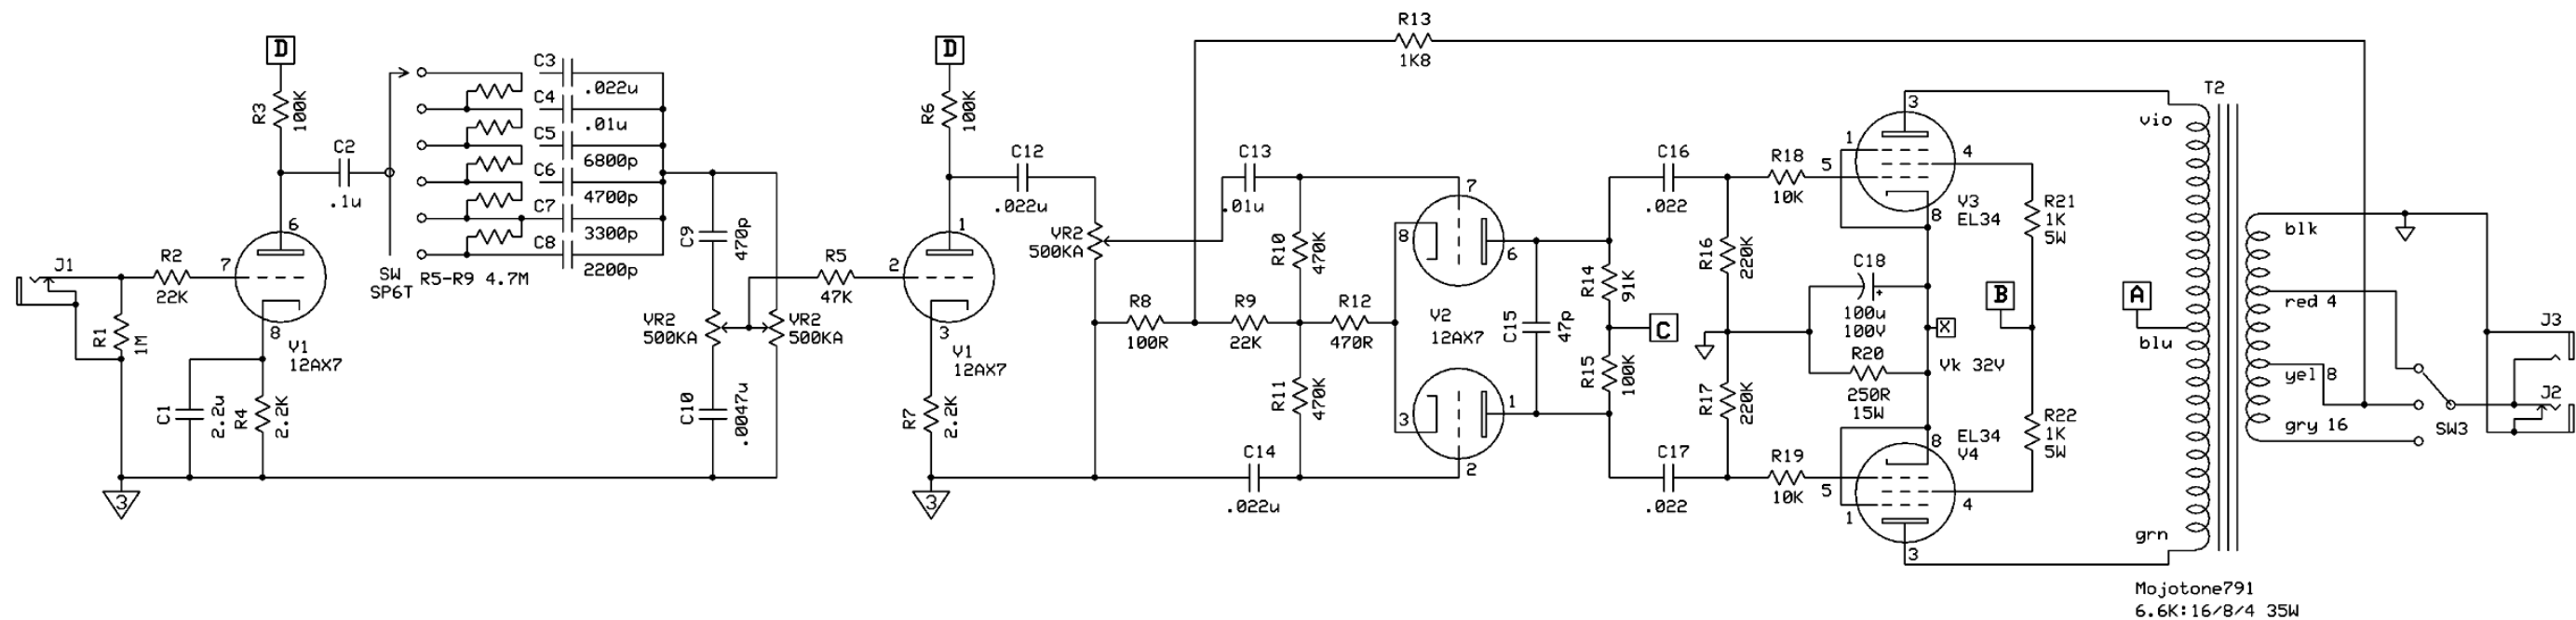 R13
1K8
D
D
C3
.022u
C4
.01u
C5
6800p
C6
4700p
C7
3300p
C8
2200p
R3
100K
C2
.1u
6
J1
R2
22K
7
8
R1
1M
V1
12AX7
C1
2.2u
R4
2.2K
3
SW
SP6T
R5-R9 4.7M
C9
470p
VR2
500KA
VR2
500KA
C10
.0047u
R6
100K
1
R5
47K
2
3
V1
12AX7
R7
2.2K
3
C12
.022u
VR2
500KA
C13
.01u
R10
470K
R8
100R
R9
22K
R12
470R
R11
470K
C14
.022u
7
8
6
V2
12AX7
3
1
2
C15
47p
R14
91K
C
R15
100K
C16
.022
R16
220K
R17
220K
C17
.022
R18
10K
R19
10K
3
1
5
4
V3
EL34
8
C18
+
100u
100V
X
R20
250R
15W
Vk 32V
EL34
V4
8
5
1
4
3
R21
1K
5W
B
R22
1K
5W
T2
vio
A
blu
grn
blk
red 4
yel 8
gry 16
SW3
J3
J2
Mojotone791
6.6K:16/8/4 35W